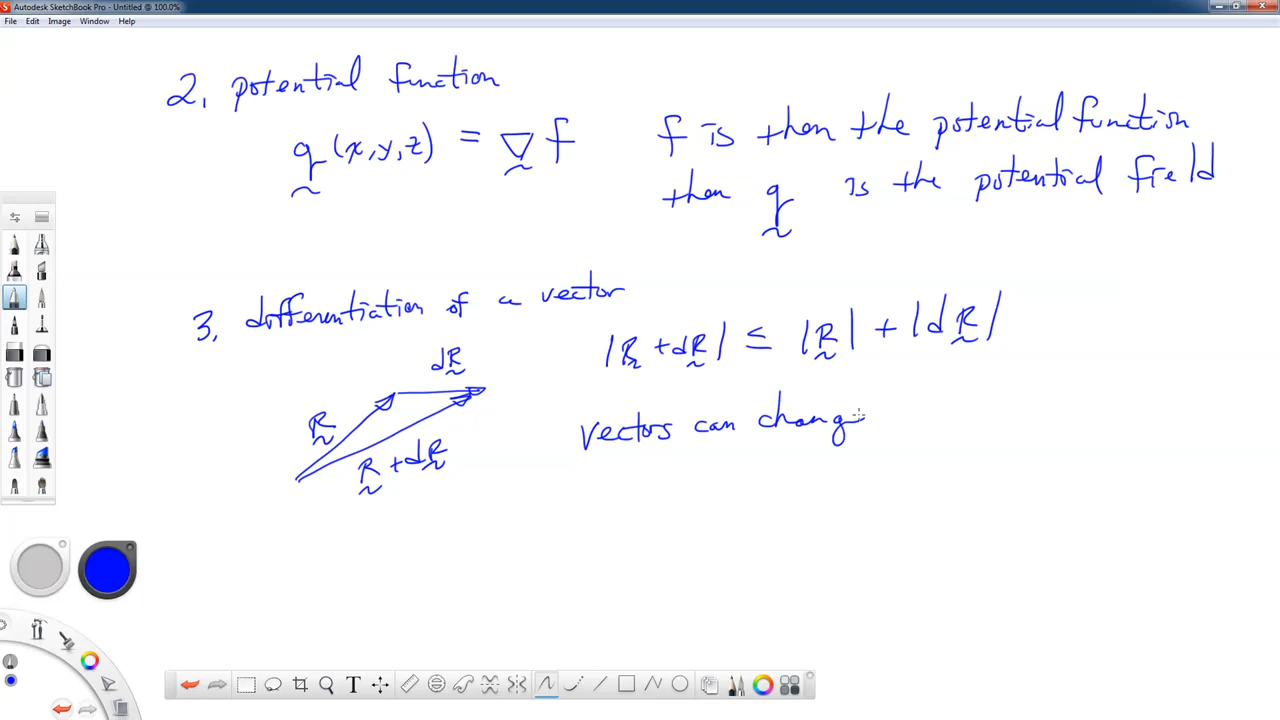 Autodesk SketchBook Pro - Untitled @ 100.0%
File Edit Image Window Help
2. potential function
q̰ (x,y,z) = ∇̰ f
f is then the potential function
then q̰ is the potential field
3. differentiation of a vector
|R̰ + dR̰| ≤ |R̰| + |dR̰|
dR̰
R̰
R̰ + dR̰
vectors can chang
T